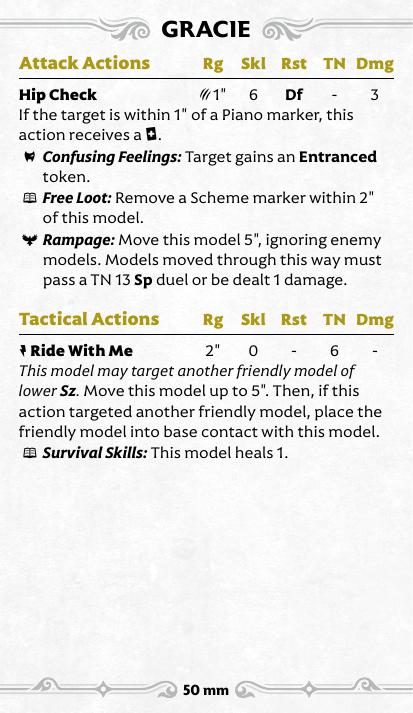 GRACIE
Attack Actions Rg Skl Rst TN Dmg
Hip Check 1" 6 Df - 3
If the target is within 1" of a Piano marker, this
action receives a .
Confusing Feelings: Target gains an Entranced
token.
Free Loot: Remove a Scheme marker within 2"
of this model.
Rampage: Move this model 5", ignoring enemy
models. Models moved through this way must
pass a TN 13 Sp duel or be dealt 1 damage.
Tactical Actions Rg Skl Rst TN Dmg
Ride With Me 2" 0 - 6 -
This model may target another friendly model of
lower Sz. Move this model up to 5". Then, if this
action targeted another friendly model, place the
friendly model into base contact with this model.
Survival Skills: This model heals 1.
50 mm